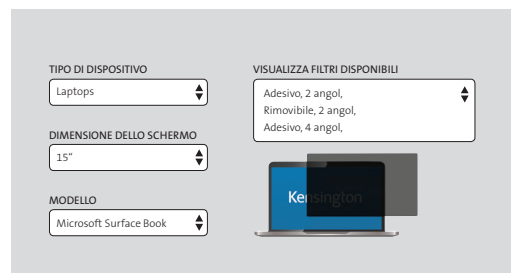 TIPO DI DISPOSITIVO
Laptops
DIMENSIONE DELLO SCHERMO
15"
MODELLO
Microsoft Surface Book
VISUALIZZA FILTRI DISPONIBILI
Adesivo, 2 angol,
Rimovibile, 2 angol,
Adesivo, 4 angol,
Kensington